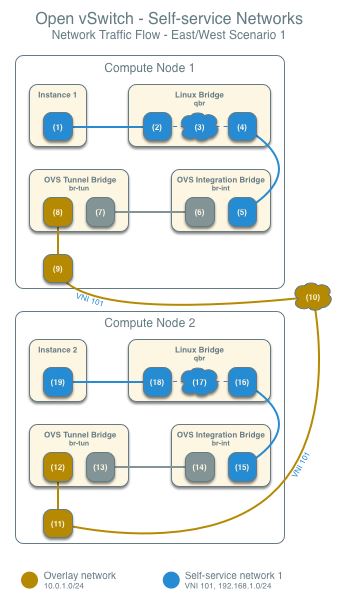 Open vSwitch - Self-service Networks
Network Traffic Flow - East/West Scenario 1
Compute Node 1
Instance 1
Linux Bridge
qbr
(1)
(2)
(3)
(4)
OVS Tunnel Bridge
br-tun
OVS Integration Bridge
br-int
(8)
(7)
(6)
(5)
(9)
VNI 101
(10)
Compute Node 2
Instance 2
Linux Bridge
qbr
(19)
(18)
(17)
(16)
OVS Tunnel Bridge
br-tun
OVS Integration Bridge
br-int
(12)
(13)
(14)
(15)
VNI 101
(11)
Overlay network
10.0.1.0/24
Self-service network 1
VNI 101, 192.168.1.0/24